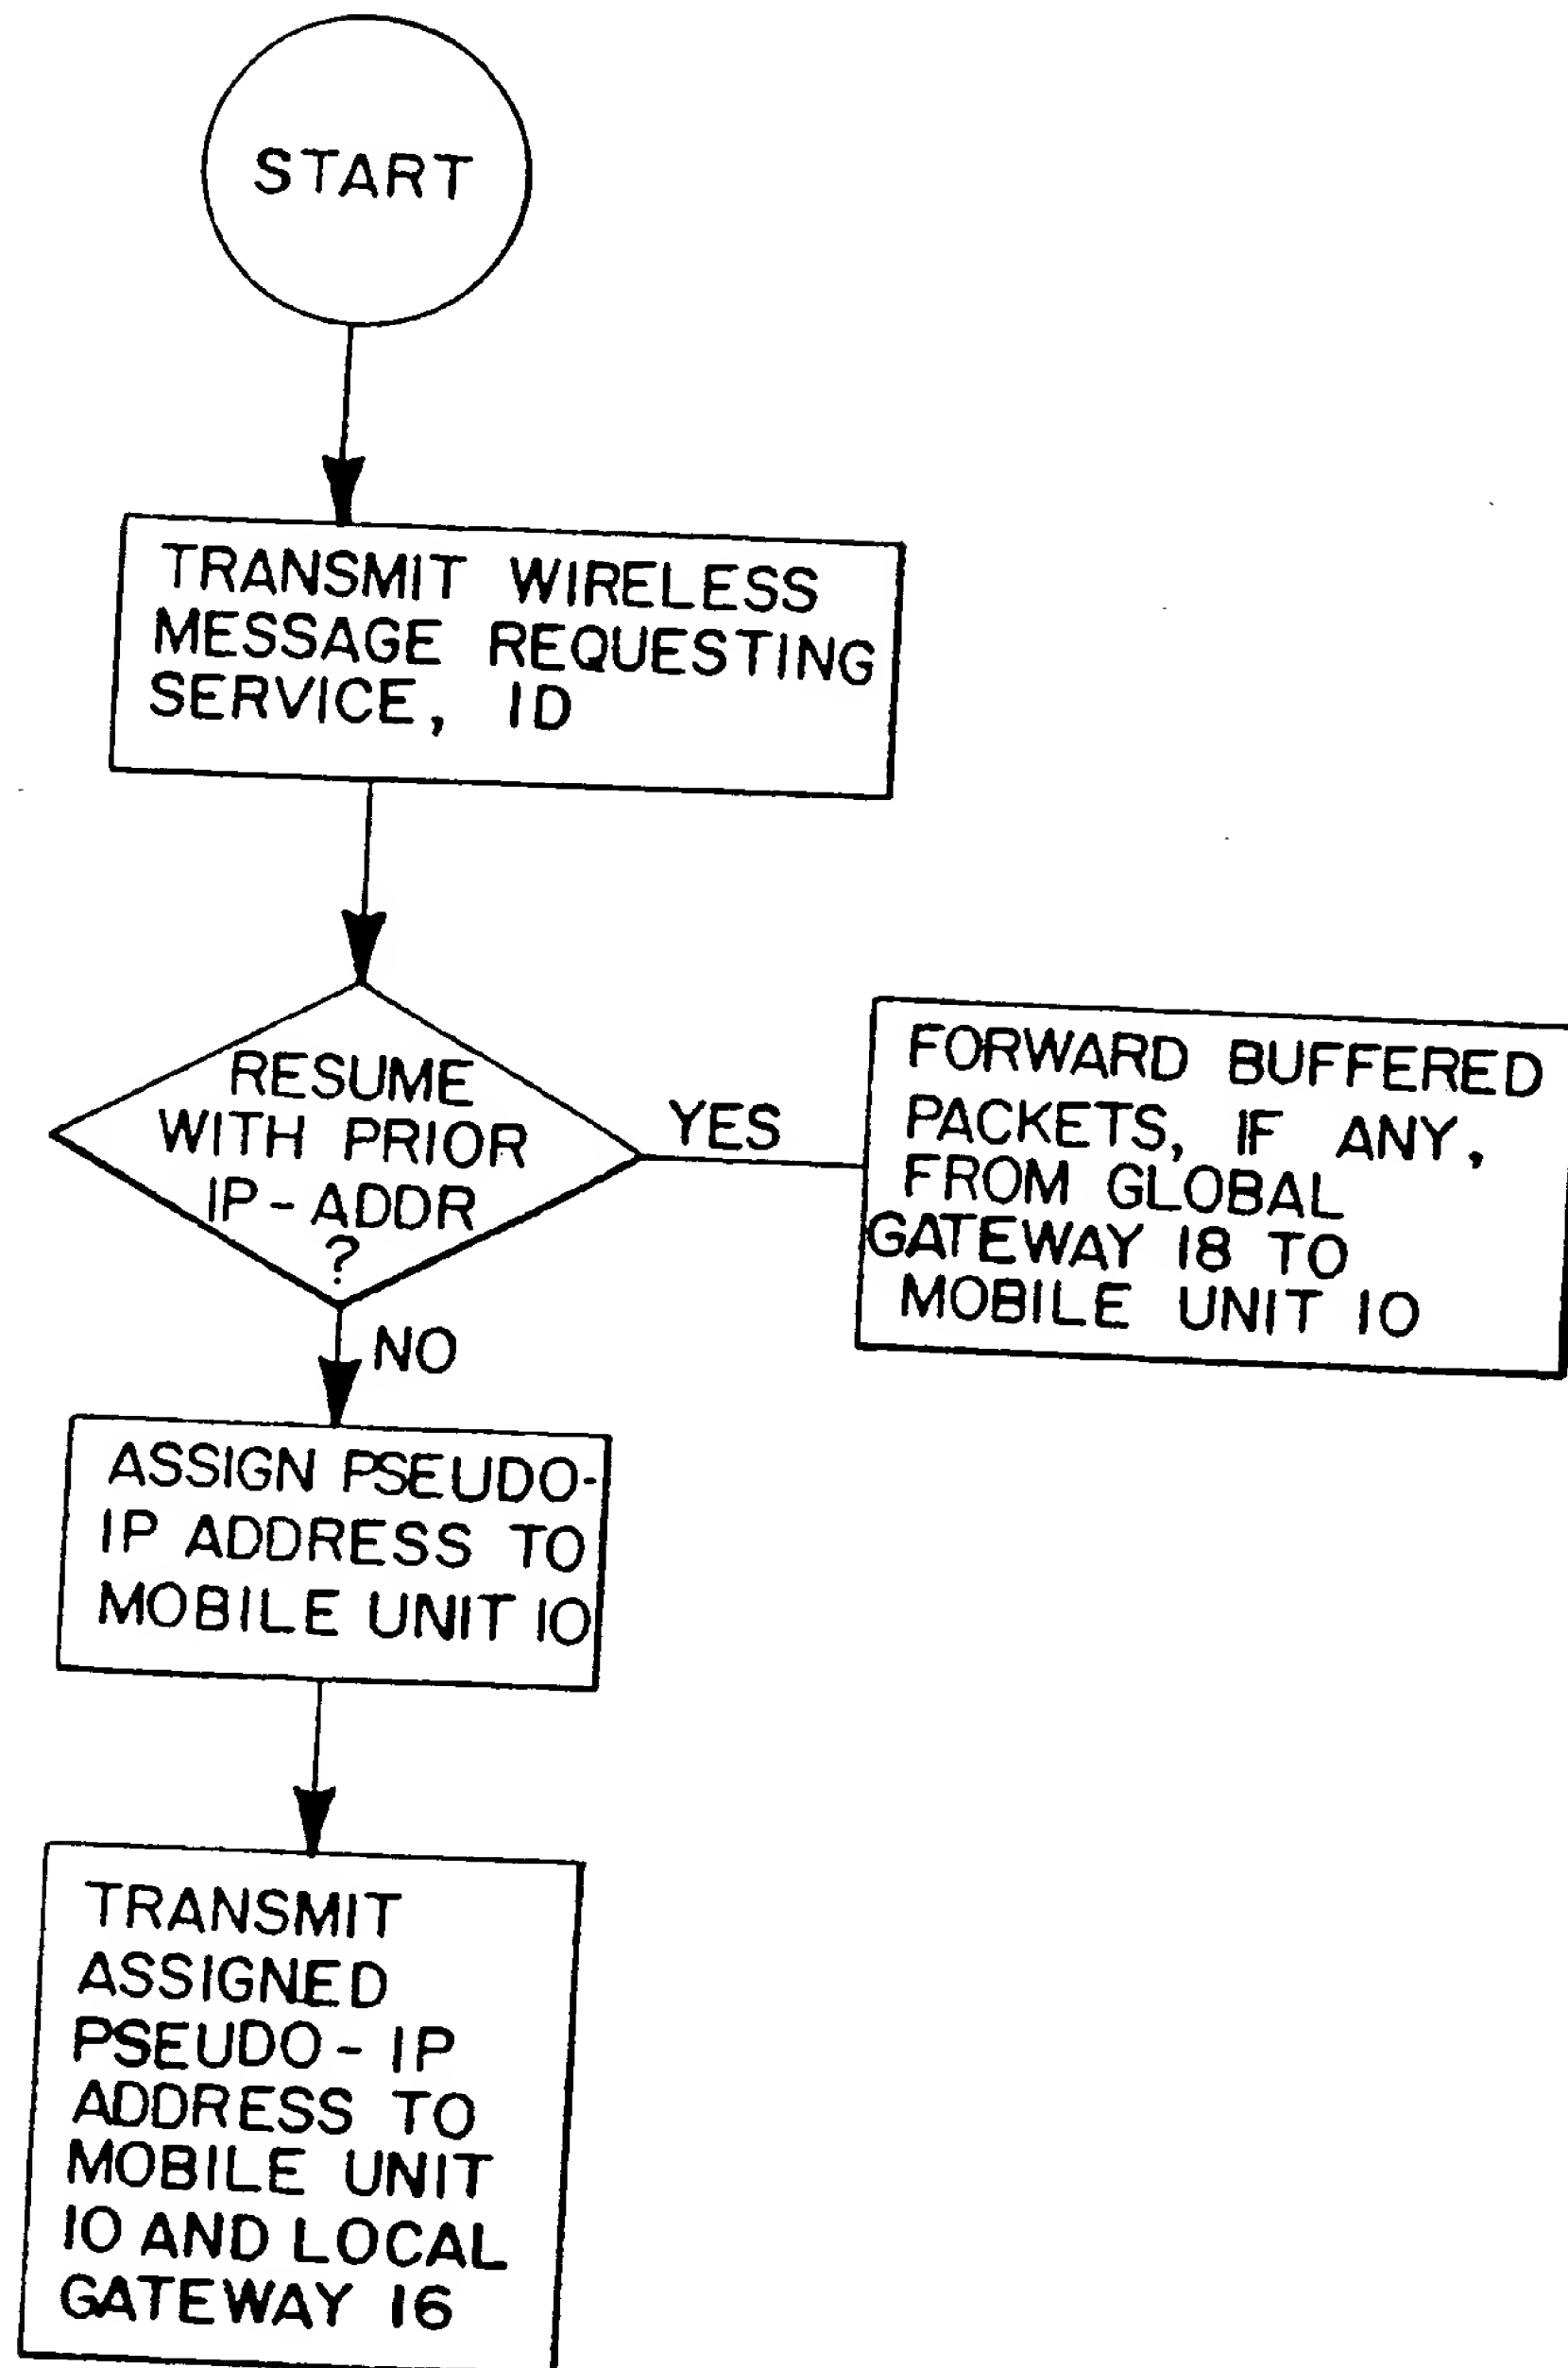 START
TRANSMIT WIRELESS
MESSAGE REQUESTING
SERVICE, ID
RESUME
WITH PRIOR
IP-ADDR
?
YES
FORWARD BUFFERED
PACKETS, IF ANY,
FROM GLOBAL
GATEWAY 18 TO
MOBILE UNIT 10
NO
ASSIGN PSEUDO-
IP ADDRESS TO
MOBILE UNIT 10
TRANSMIT
ASSIGNED
PSEUDO-IP
ADDRESS TO
MOBILE UNIT
10 AND LOCAL
GATEWAY 16